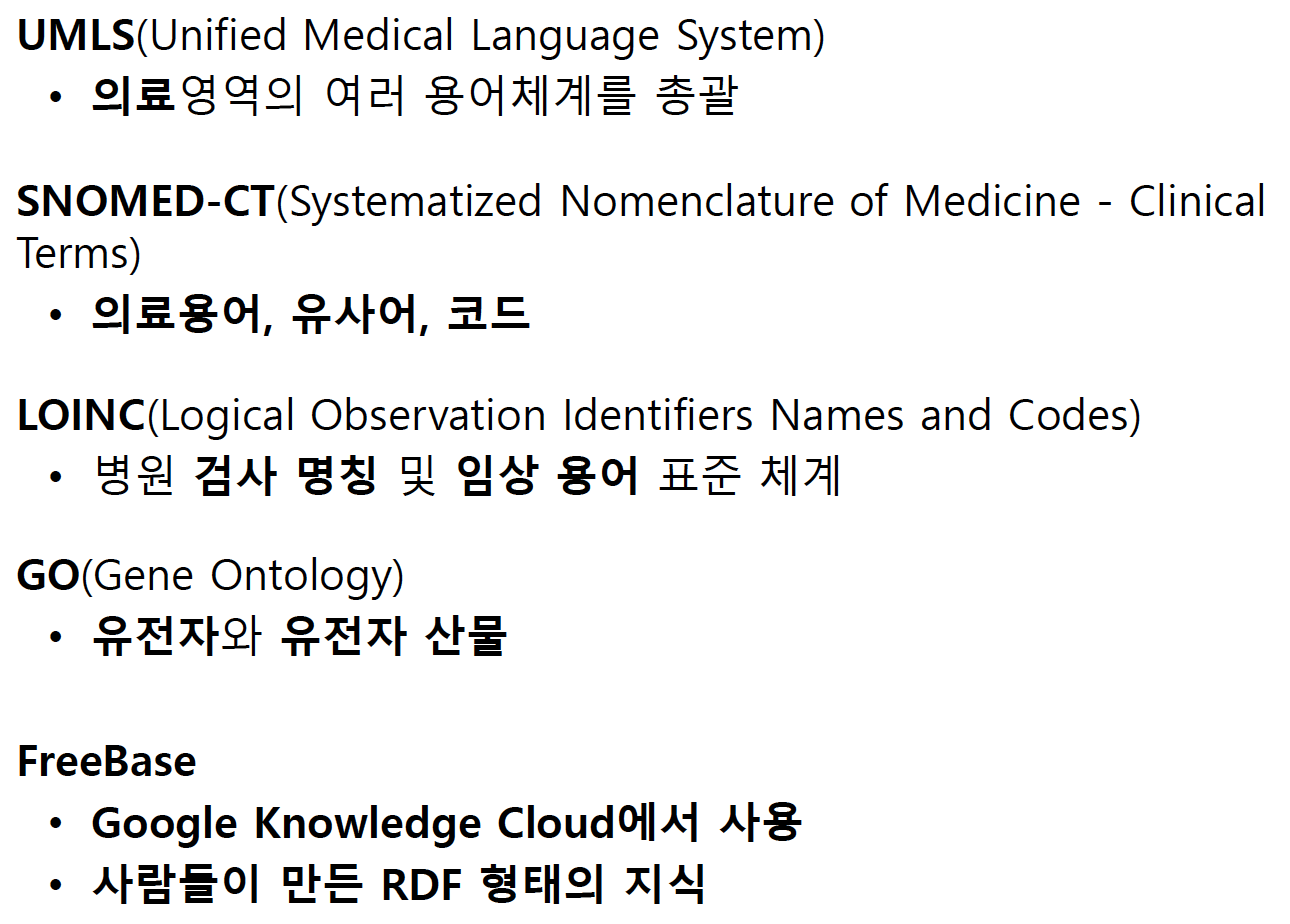 UMLS(Unified Medical Language System)
• 의료영역의 여러 용어체계를 총괄
SNOMED-CT(Systematized Nomenclature of Medicine - Clinical
Terms)
• 의료용어, 유사어, 코드
LOINC(Logical Observation Identifiers Names and Codes)
• 병원 검사 명칭 및 임상 용어 표준 체계
GO(Gene Ontology)
• 유전자와 유전자 산물
FreeBase
• Google Knowledge Cloud에서 사용
• 사람들이 만든 RDF 형태의 지식